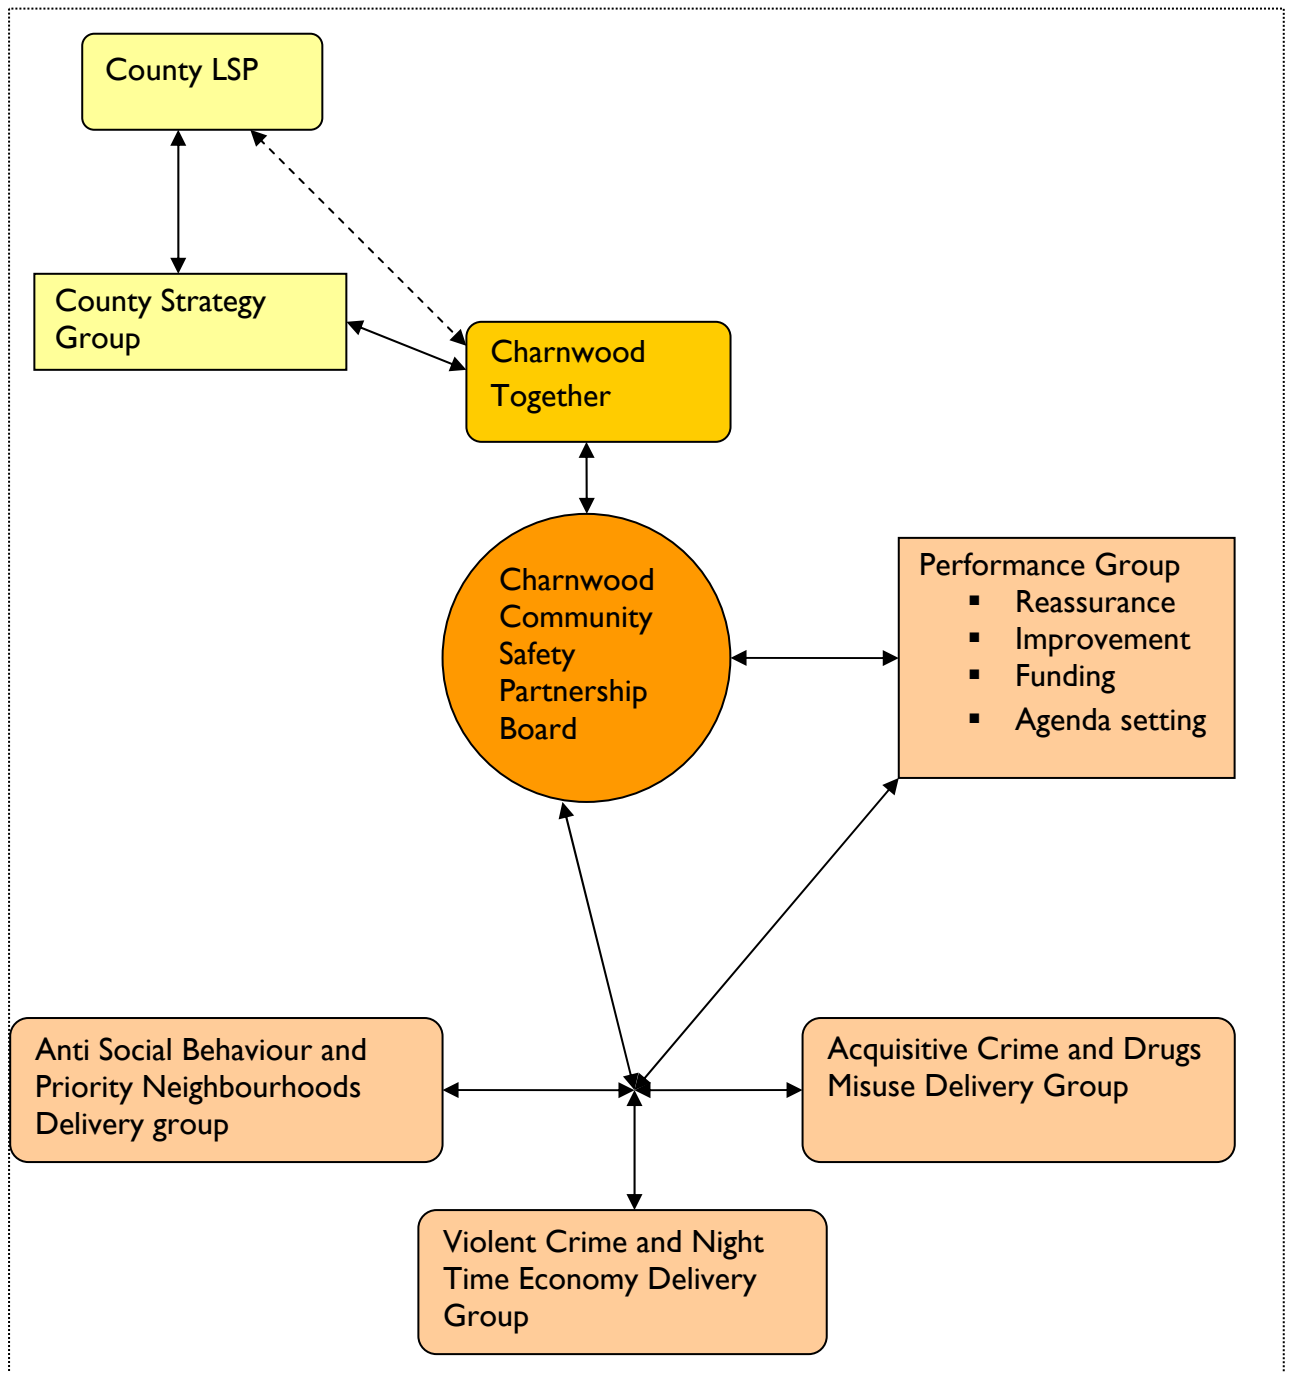 County LSP
County Strategy
Group
Charnwood
Together
Charnwood
Community
Safety
Partnership
Board
Performance Group
▪ Reassurance
▪ Improvement
▪ Funding
▪ Agenda setting
Anti Social Behaviour and
Priority Neighbourhoods
Delivery group
Acquisitive Crime and Drugs
Misuse Delivery Group
Violent Crime and Night
Time Economy Delivery
Group